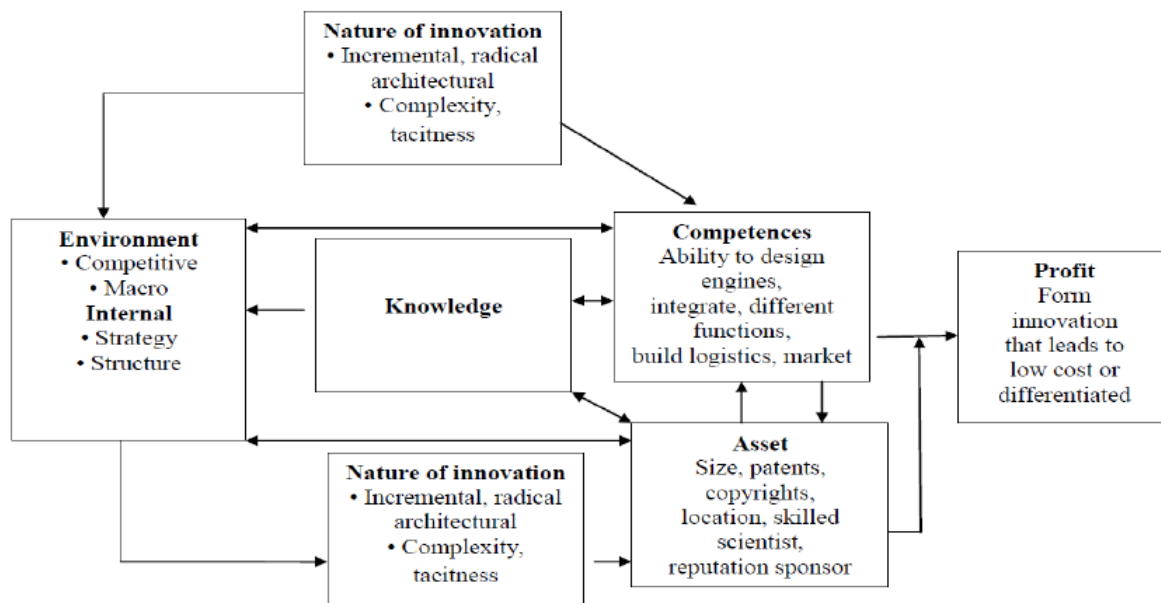 Nature of innovation
• Incremental, radical
architectural
• Complexity,
tacitness
Environment
• Competitive
• Macro
Internal
• Strategy
• Structure
Knowledge
Competences
Ability to design
engines,
integrate, different
functions,
build logistics, market
Profit
Form
innovation
that leads to
low cost or
differentiated
Nature of innovation
• Incremental, radical
architectural
• Complexity,
tacitness
Asset
Size, patents,
copyrights,
location, skilled
scientist,
reputation sponsor